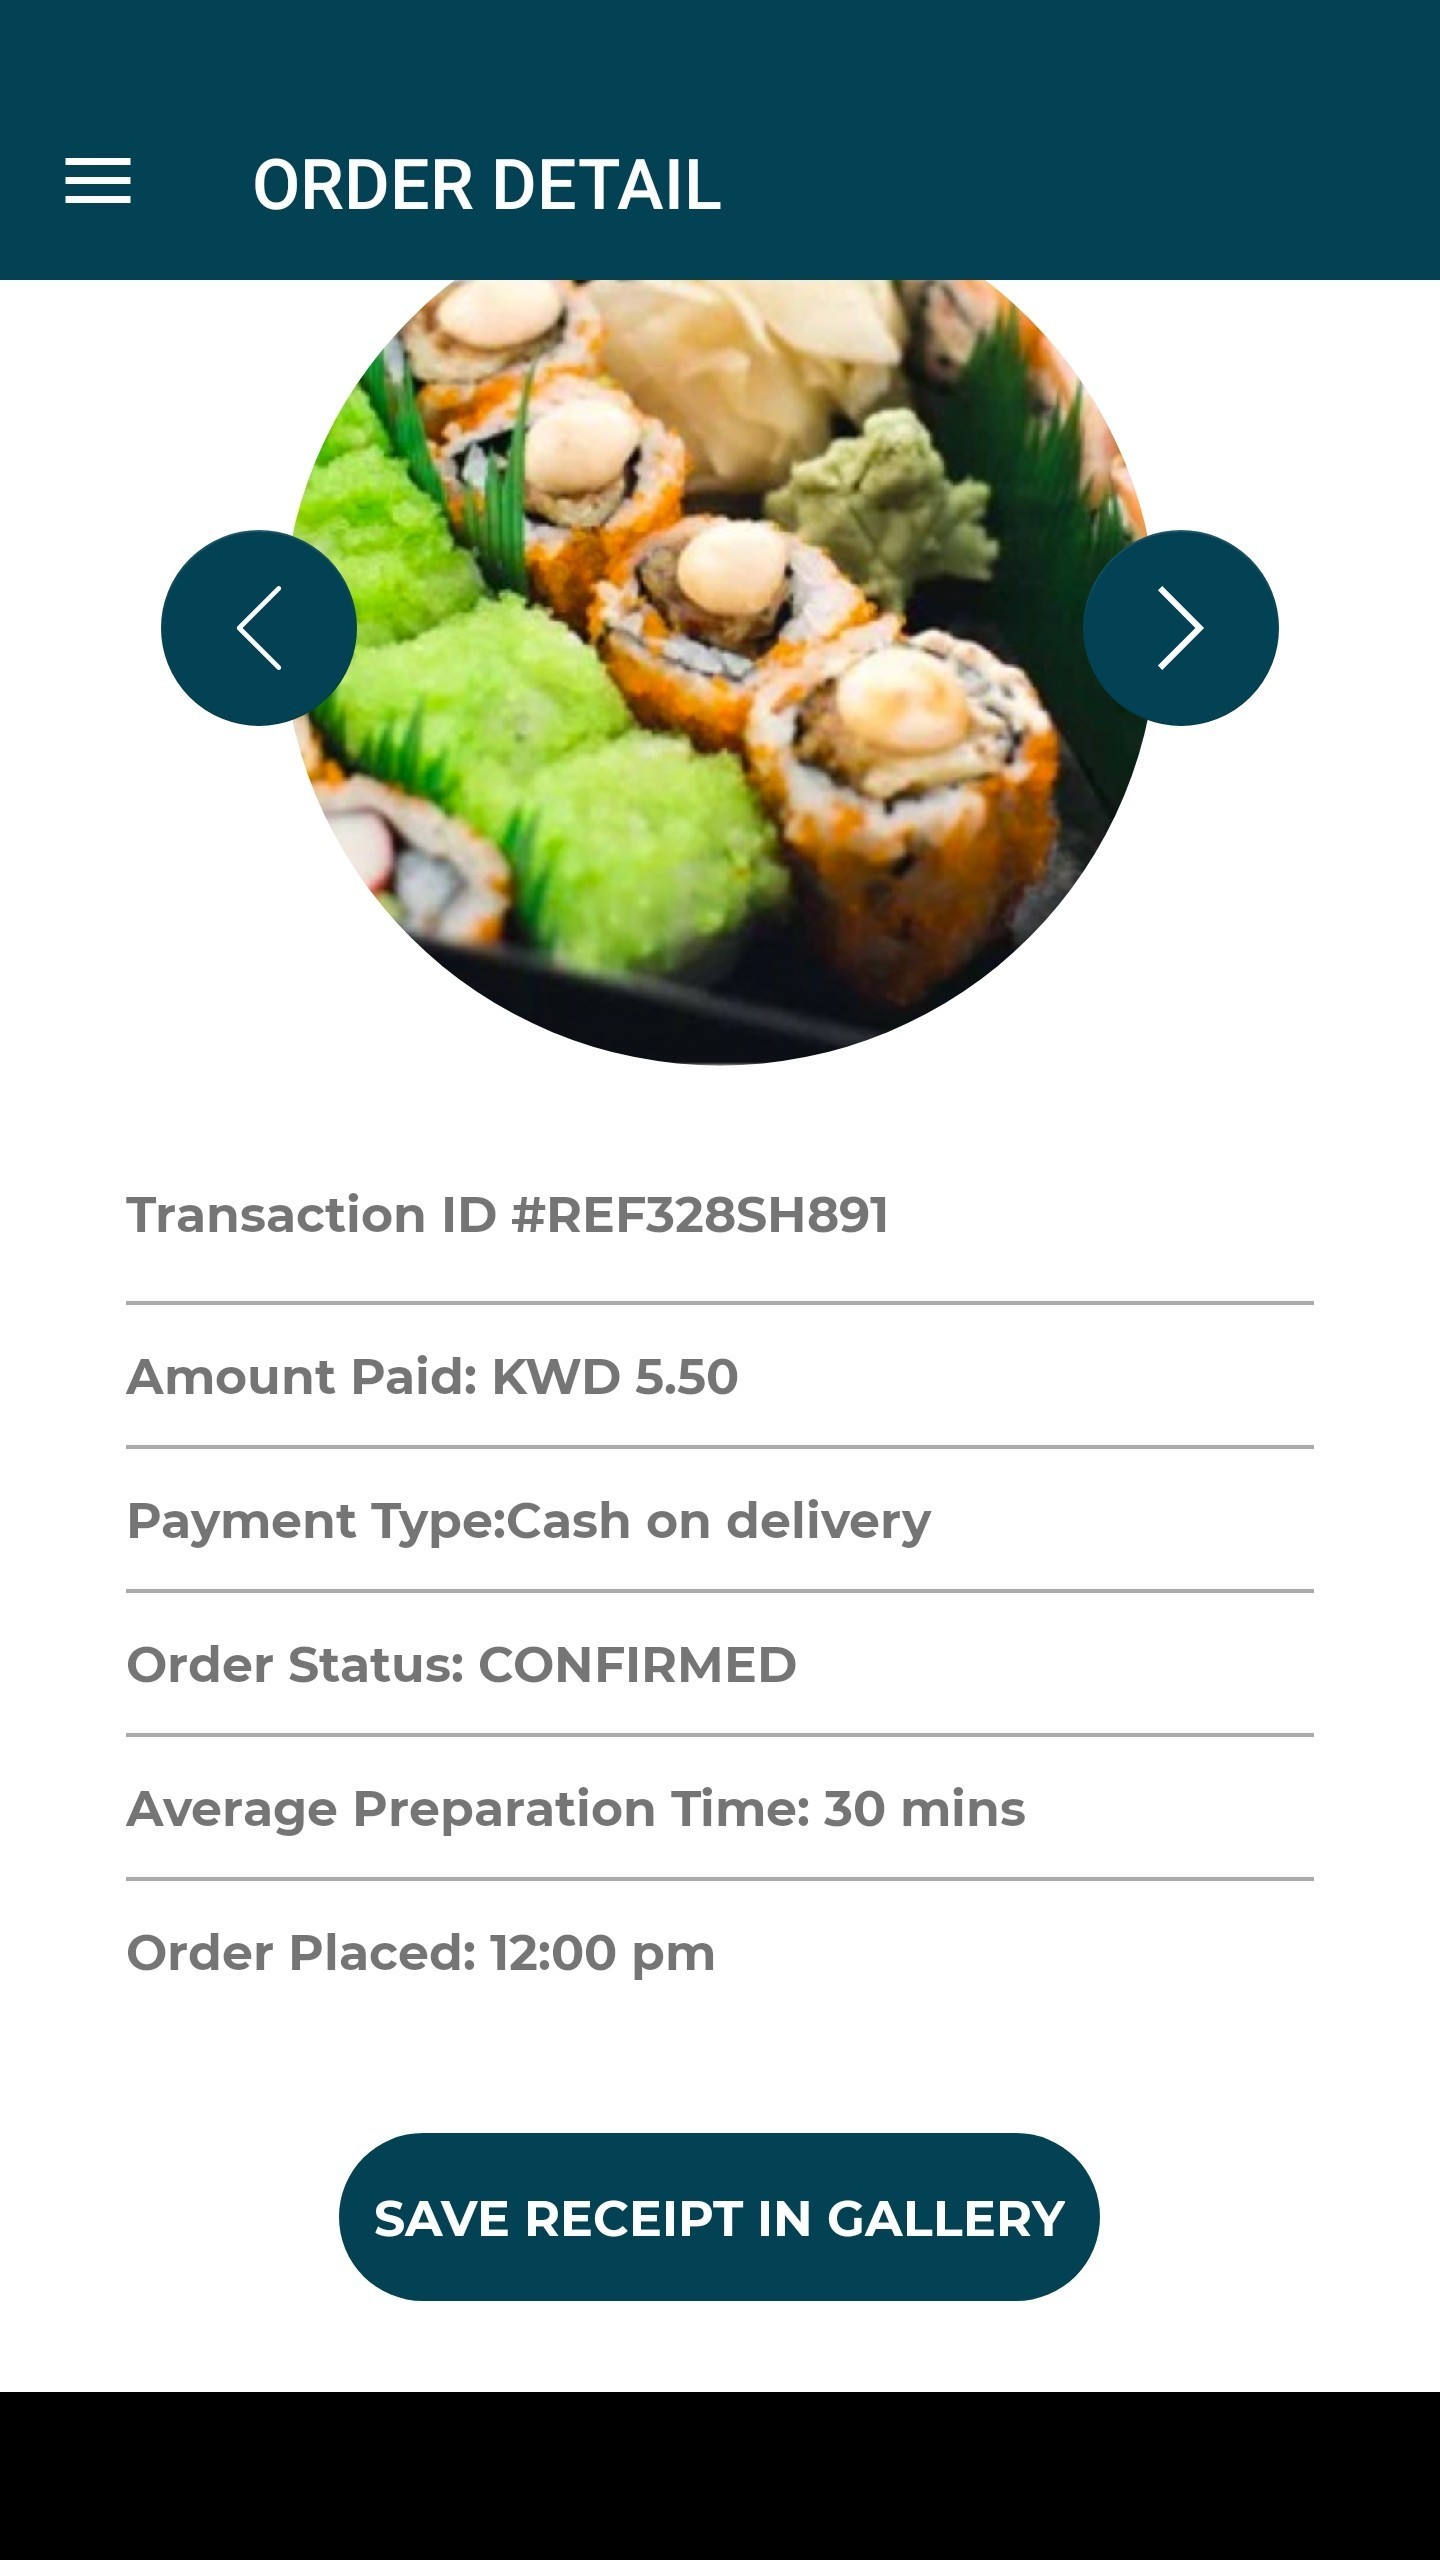 ORDER DETAIL
Transaction ID #REF328SH891
Amount Paid: KWD 5.50
Payment Type:Cash on delivery
Order Status: CONFIRMED
Average Preparation Time: 30 mins
Order Placed: 12:00 pm
SAVE RECEIPT IN GALLERY